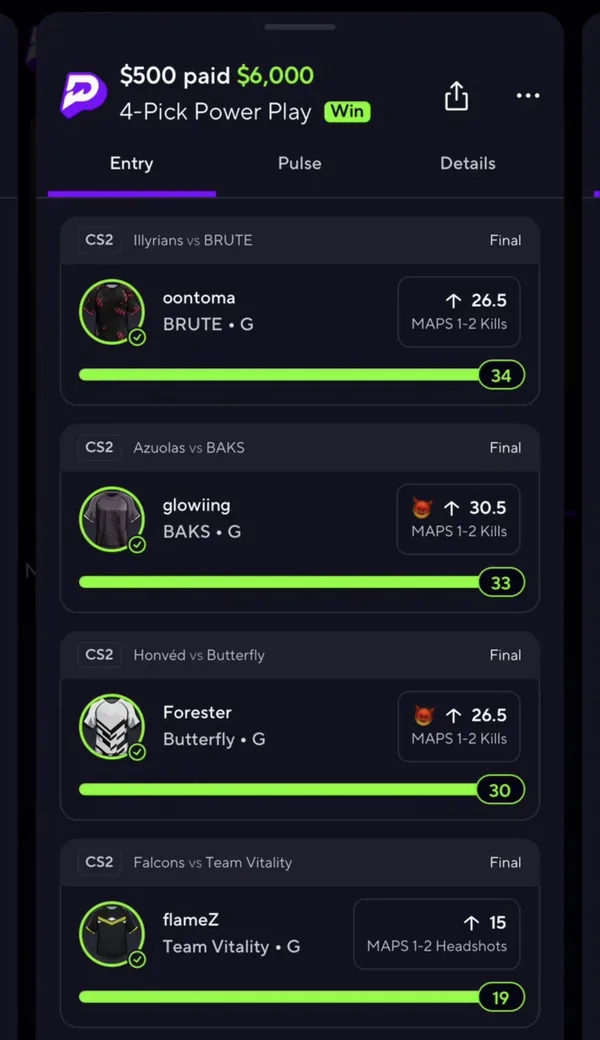 $500 paid $6,000
4-Pick Power Play Win
Entry Pulse Details
CS2 Illyrians vs BRUTE Final
oontoma ↑ 26.5
BRUTE • G MAPS 1-2 Kills
34
CS2 Azuolas vs BAKS Final
glowiing 😈 ↑ 30.5
BAKS • G MAPS 1-2 Kills
33
CS2 Honvéd vs Butterfly Final
Forester 😈 ↑ 26.5
Butterfly • G MAPS 1-2 Kills
30
CS2 Falcons vs Team Vitality Final
flameZ ↑ 15
Team Vitality • G MAPS 1-2 Headshots
19